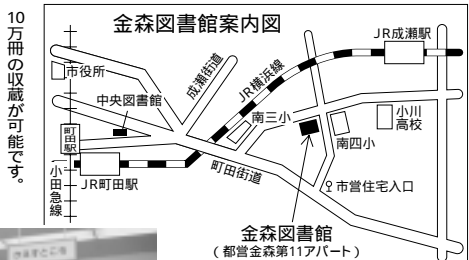 10万冊の収蔵が可能です。
金森図書館案内図
JR成瀬駅
市役所
成瀬街道
JR横浜線
中央図書館
南三小
小川
高校
町田駅
南四小
小田急線
JR町田駅
町田街道
市営住宅入口
金森図書館
(都営金森第11アパート)